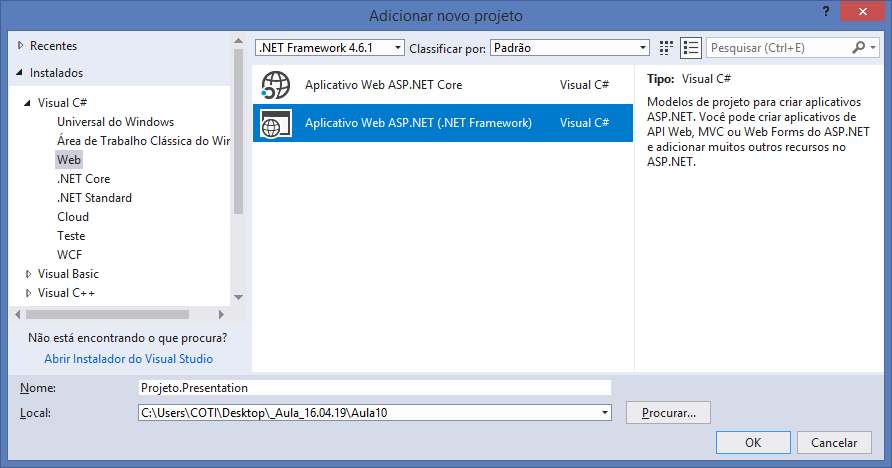 Adicionar novo projeto
?
Recentes
Instalados
Visual C#
Universal do Windows
Área de Trabalho Clássica do Wir
Web
.NET Core
.NET Standard
Cloud
Teste
WCF
Visual Basic
Visual C++
Não está encontrando o que procura?
Abrir Instalador do Visual Studio
.NET Framework 4.6.1
Classificar por:
Padrão
Pesquisar (Ctrl+E)
Aplicativo Web ASP.NET Core
Visual C#
Aplicativo Web ASP.NET (.NET Framework)
Visual C#
Tipo: Visual C#
Modelos de projeto para criar aplicativos
ASP.NET. Você pode criar aplicativos de
API Web, MVC ou Web Forms do ASP.NET
e adicionar muitos outros recursos no
ASP.NET.
Nome:
Projeto.Presentation
Local:
C:\Users\COTI\Desktop\_Aula_16.04.19\Aula10
Procurar...
OK
Cancelar